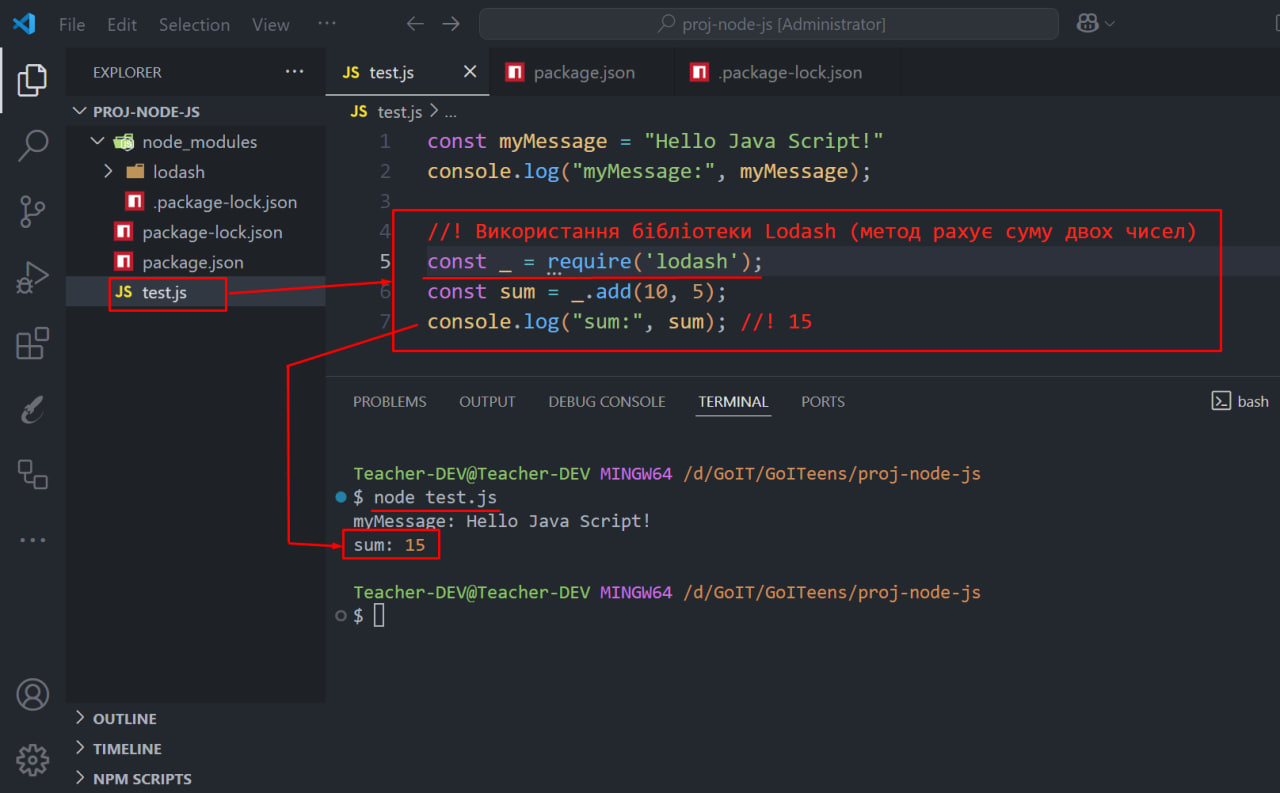 File Edit Selection View ··· proj-node-js [Administrator]
EXPLORER ···
JS test.js
package.json
.package-lock.json
PROJ-NODE-JS
node_modules
lodash
.package-lock.json
package-lock.json
package.json
JS test.js
JS test.js > ...
1 const myMessage = "Hello Java Script!"
2 console.log("myMessage:", myMessage);
3
4 //! Використання бібліотеки Lodash (метод рахує суму двох чисел)
5 const _ = require('lodash');
6 const sum = _.add(10, 5);
7 console.log("sum:", sum); //! 15
PROBLEMS OUTPUT DEBUG CONSOLE TERMINAL PORTS bash
Teacher-DEV@Teacher-DEV MINGW64 /d/GoIT/GoITeens/proj-node-js
$ node test.js
myMessage: Hello Java Script!
sum: 15
Teacher-DEV@Teacher-DEV MINGW64 /d/GoIT/GoITeens/proj-node-js
$
OUTLINE
TIMELINE
NPM SCRIPTS